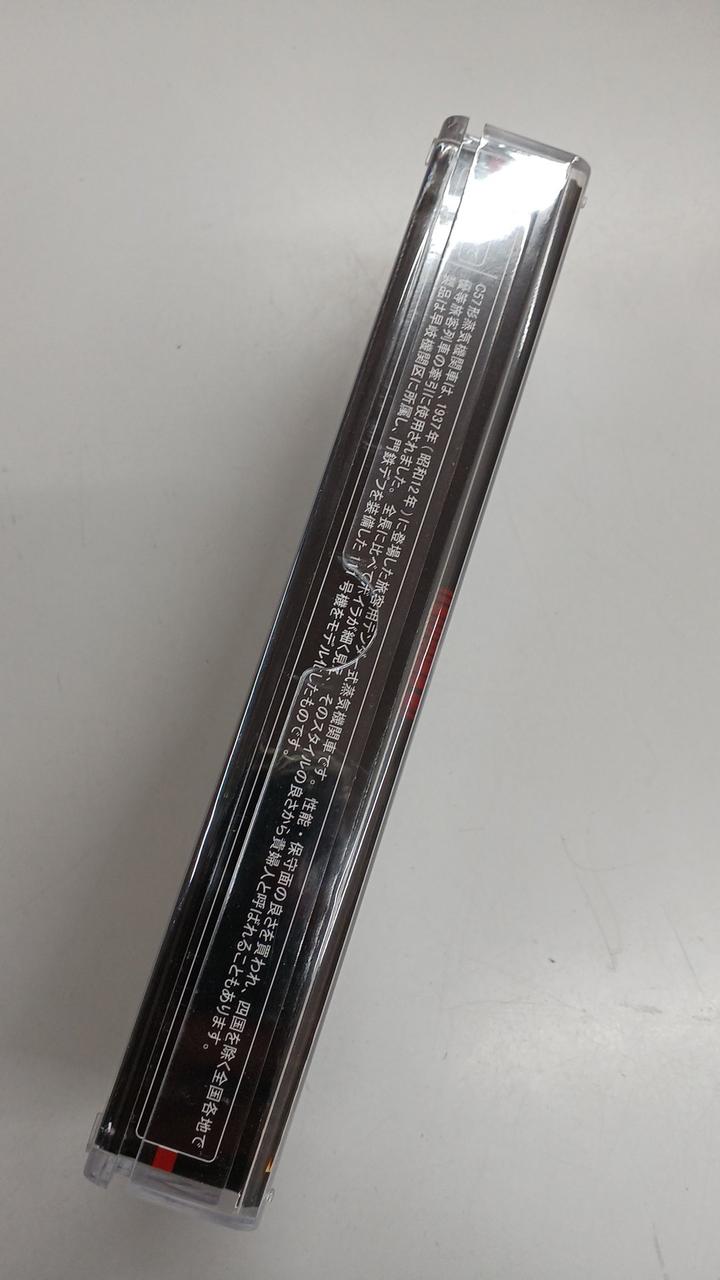 C57形蒸気機関車は、1937年（昭和12年）に登場した旅客用テンダ 式蒸気機関車です。性能・保守面の良さを買われ、四国を除く全国各地で
優等旅客列車の牽引に使用されました。全長に比べてボイラが細く見え、そのスタイルの良さから貴婦人と呼ばれることもあります。
製品は早岐機関区に所属し、門鉄デフを装備した 号機をモデル化したものです。